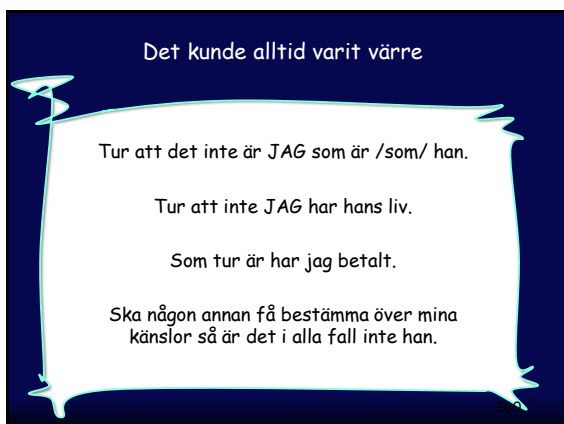 Det kunde alltid varit värre
Tur att det inte är JAG som är /som/ han.
Tur att inte JAG har hans liv.
Som tur är har jag betalt.
Ska någon annan få bestämma över mina
känslor så är det i alla fall inte han.